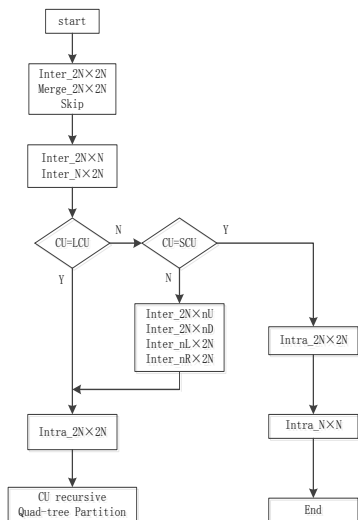 start
Inter_2N×2N
Merge_2N×2N
Skip
Inter_2N×N
Inter_N×2N
CU=LCU
N
CU=SCU
Y
Y
N
Inter_2N×nU
Inter_2N×nD
Inter_nL×2N
Inter_nR×2N
Intra_2N×2N
Intra_2N×2N
Intra_N×N
CU recursive
Quad-tree Partition
End